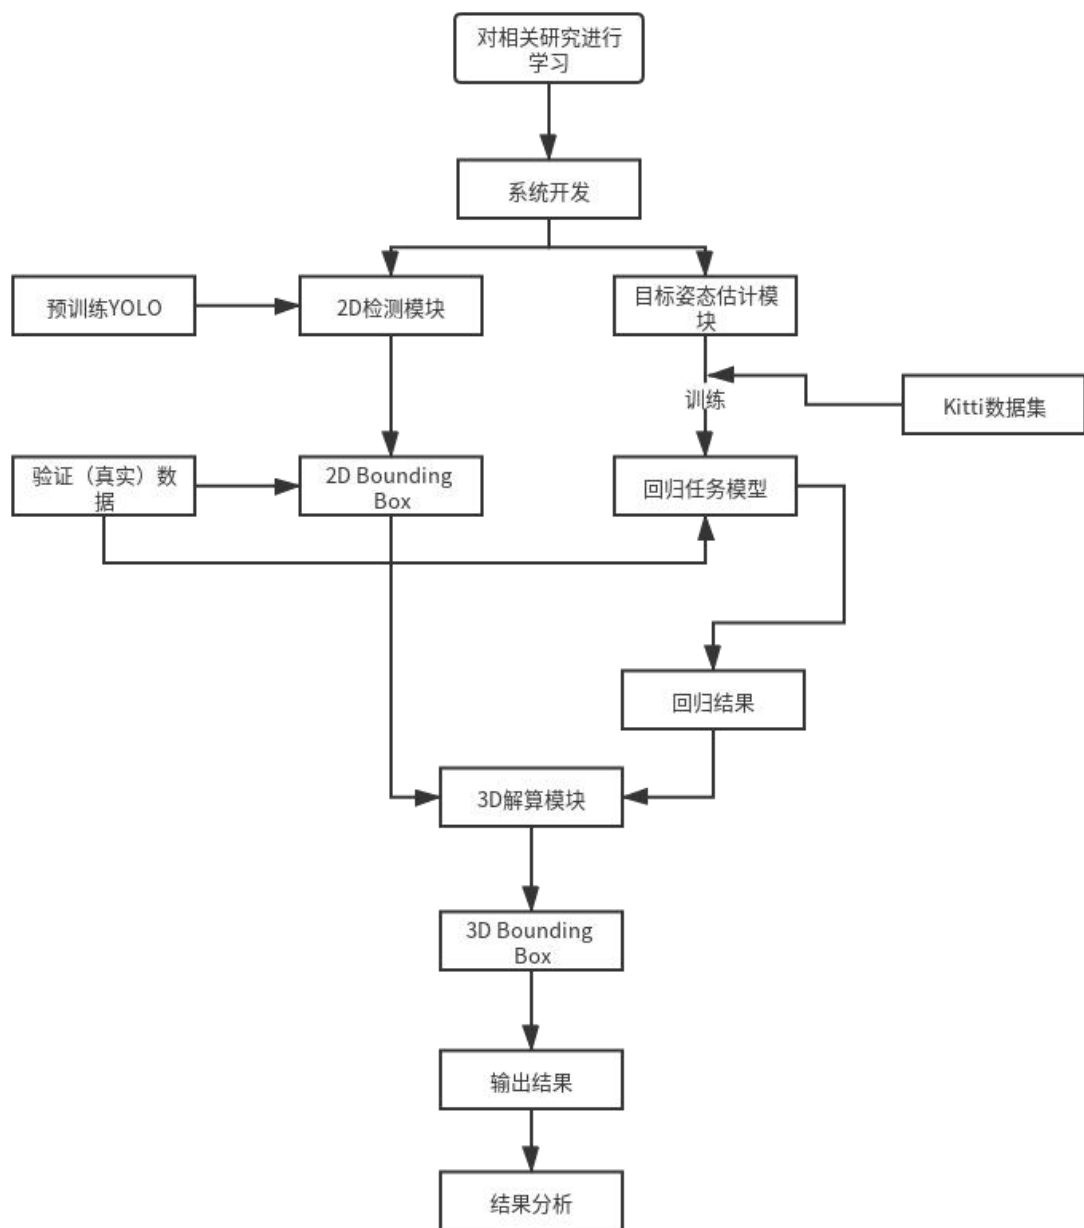 对相关研究进行
学习
系统开发
预训练YOLO
2D检测模块
目标姿态估计模
块
训练
Kitti数据集
验证（真实）数
据
2D Bounding
Box
回归任务模型
回归结果
3D解算模块
3D Bounding
Box
输出结果
结果分析